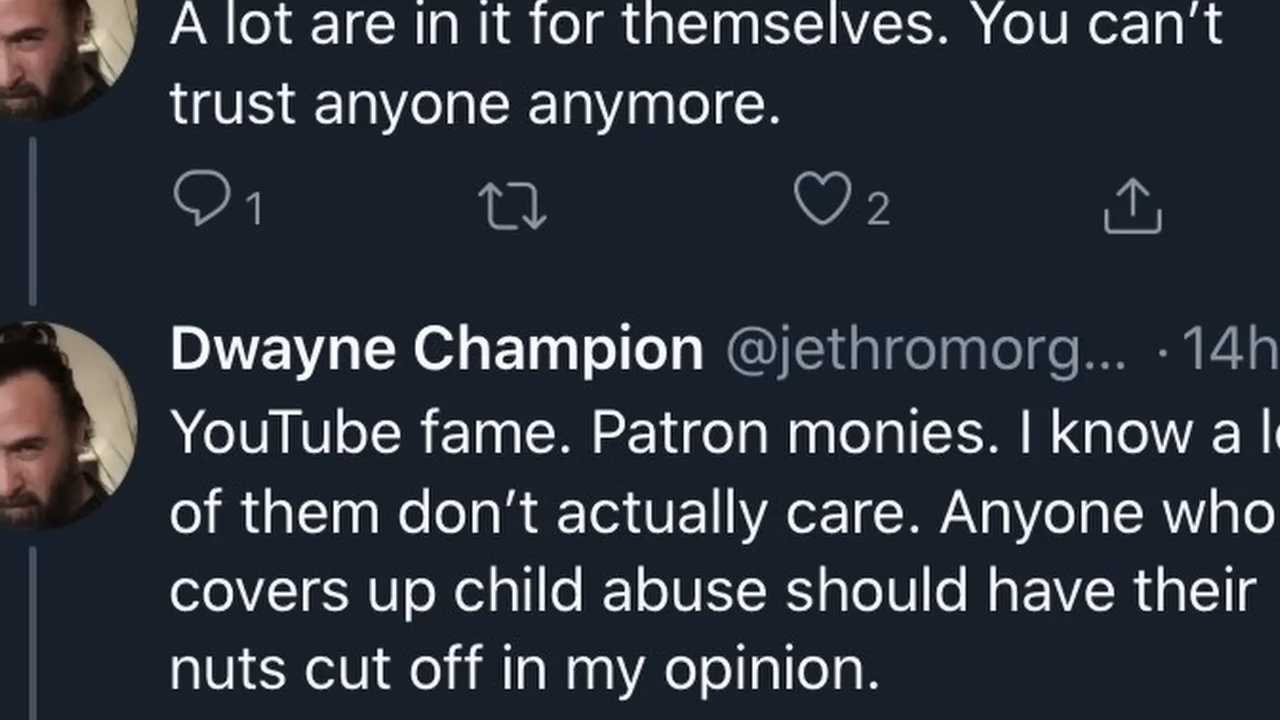 A lot are in it for themselves. You can't
trust anyone anymore.
1 2
Dwayne Champion @jethromorg... · 14h
YouTube fame. Patron monies. I know a
of them don't actually care. Anyone who
covers up child abuse should have their
nuts cut off in my opinion.